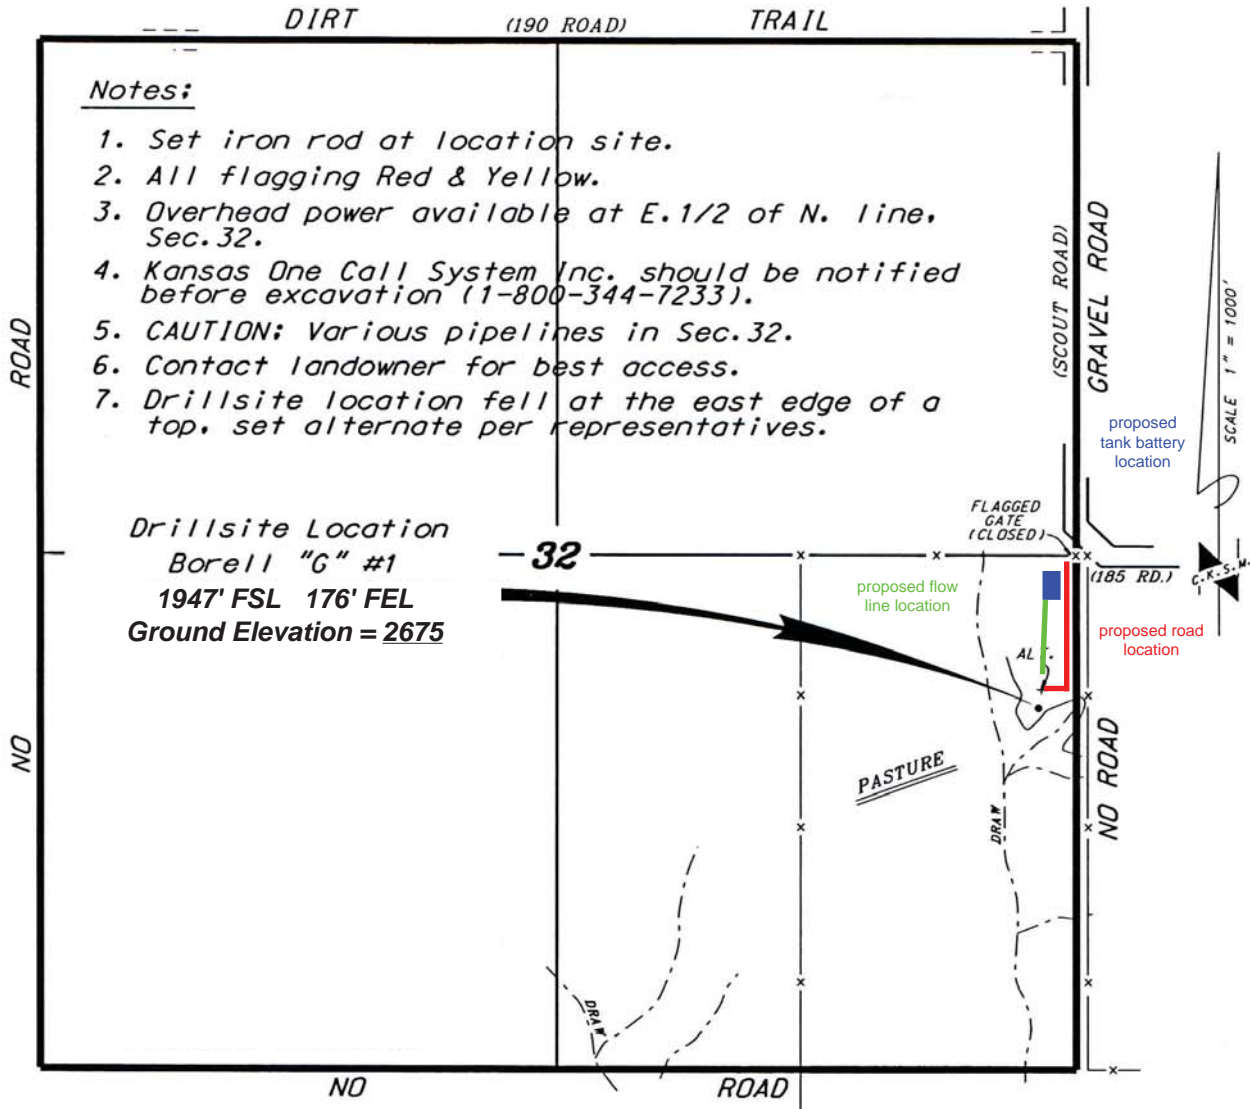 DIRT (190 ROAD) TRAIL
Notes:
1. Set iron rod at location site.
2. All flagging Red & Yellow.
3. Overhead power available at E.1/2 of N. line,
Sec.32.
4. Kansas One Call System Inc. should be notified
before excavation (1-800-344-7233).
5. CAUTION: Various pipelines in Sec.32.
6. Contact landowner for best access.
7. Drillsite location fell at the east edge of a
top, set alternate per representatives.
ROAD
NO
(SCOUT ROAD)
GRAVEL ROAD
SCALE 1" = 1000'
proposed
tank battery
location
FLAGGED
GATE
(CLOSED)
Drillsite Location
Borell "G" #1
1947' FSL 176' FEL
Ground Elevation = 2675
32
(185 RD.)
C.K.S.M.
proposed flow
line location
proposed road
location
PASTURE
DRAW
NO ROAD
DRAW
NO ROAD